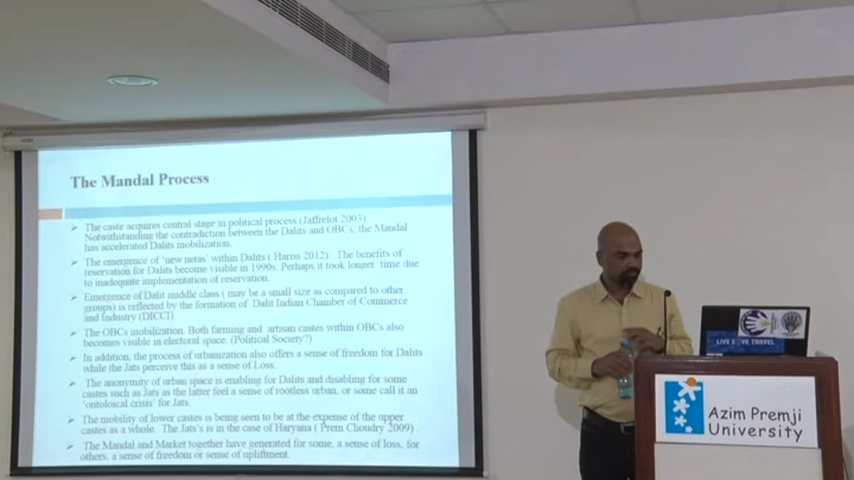 The Mandal Process
The caste acquires central stage in political process (Jaffrelot 2003)
Notwithstanding the contradiction between the Dalits and OBCs, the Mandal
has accelerated Dalits mobilization.
The emergence of 'new netas' within Dalits ( Hariss 2012). The benefits of
reservation for Dalits become visible in 1990s. Perhaps it took longer time due
to inadequate implementation of reservation.
Emergence of Dalit middle class ( may be a small size as compared to other
groups) is reflected by the formation of Dalit Indian Chamber of Commerce
and Industry (DICCI)
The OBCs mobilization. Both farming and artisan castes within OBCs also
becomes visible in electoral space. (Political Society?)
In addition, the process of urbanization also offers a sense of freedom for Dalits
while the Jats perceive this as a sense of Loss.
The anonymity of urban space is enabling for Dalits and disabling for some
castes such as Jats as the latter feel a sense of rootless urban, or some call it an
'ontoloical crisis' for Jats.
The mobility of lower castes is being seen to be at the expense of the upper
castes as a whole. The Jats's is in the case of Haryana ( Prem Choudry 2009) .
The Mandal and Market together have generated for some, a sense of loss, for
others, a sense of freedom or sense of upliftment.
LIVE LOVE TRAVEL
Azim Premji
University